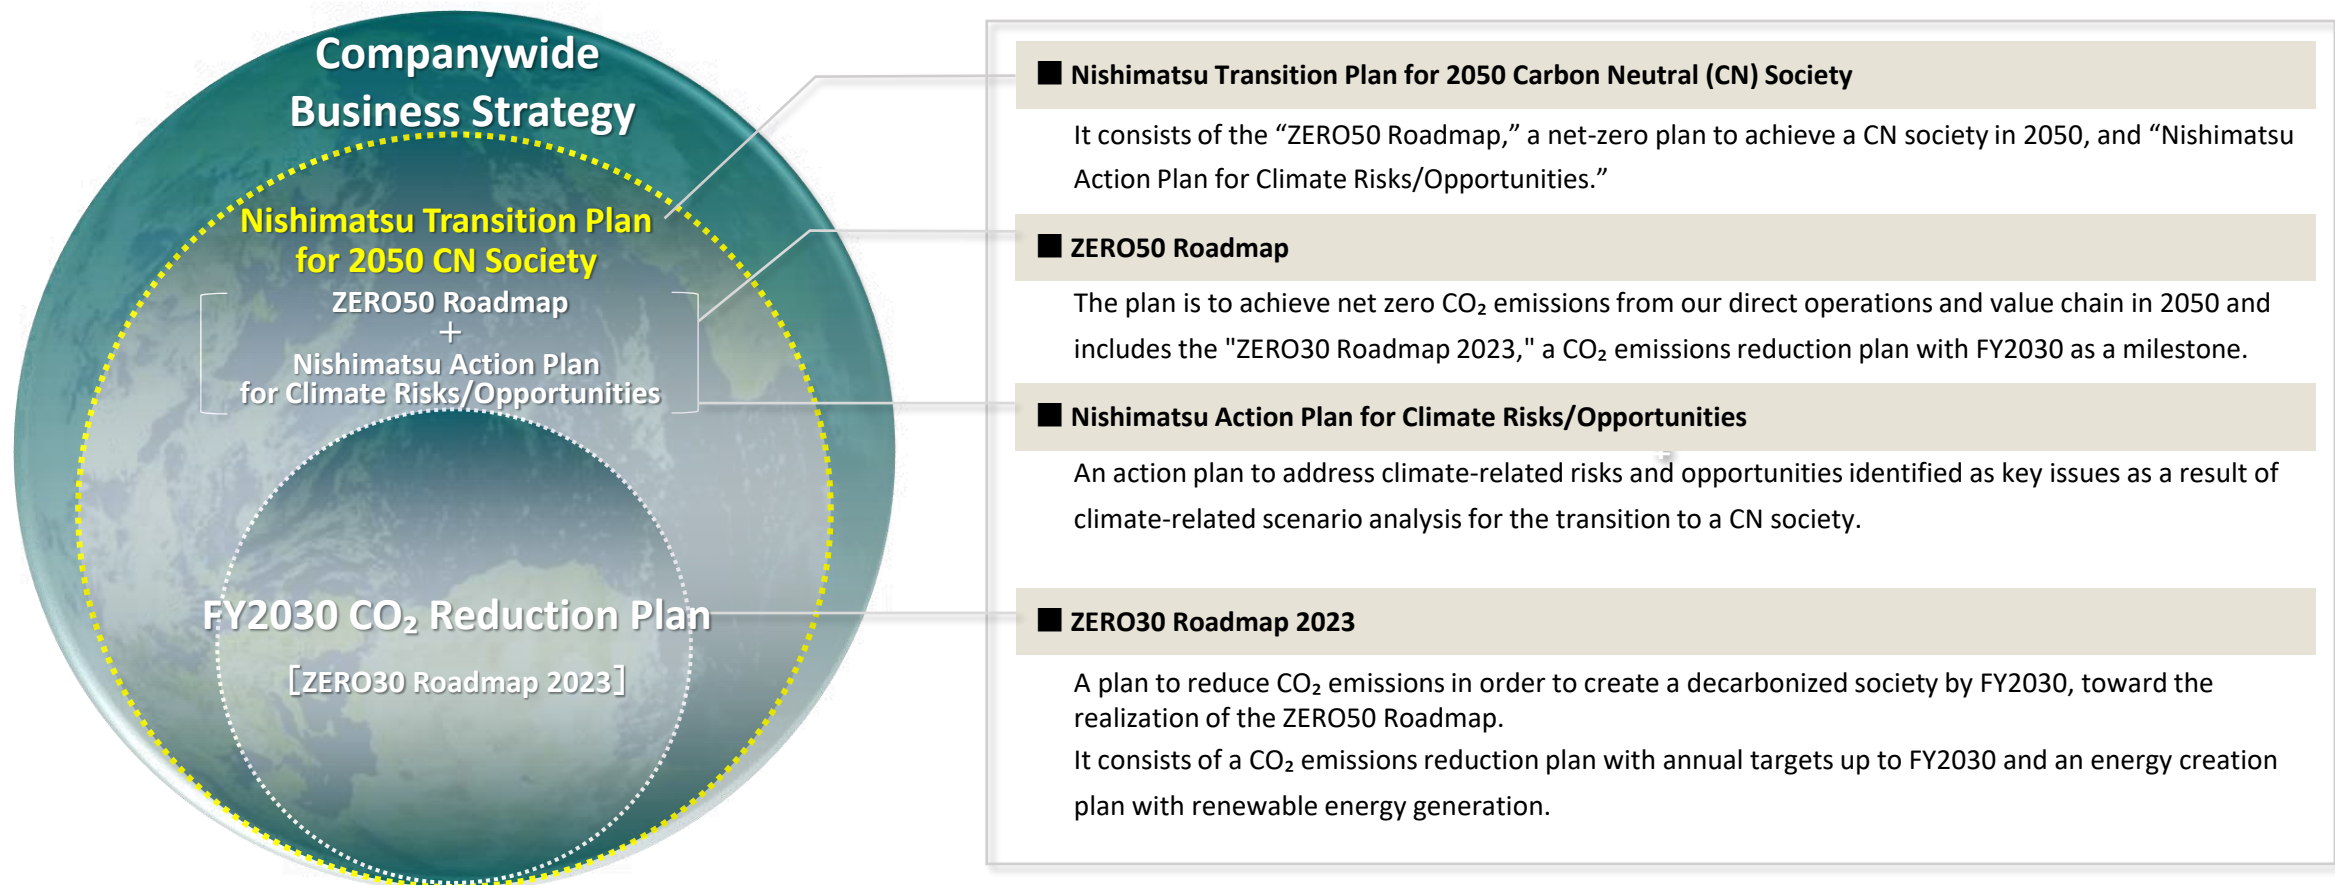 Companywide
Business Strategy
Nishimatsu Transition Plan
for 2050 CN Society
ZERO50 Roadmap
+
Nishimatsu Action Plan
for Climate Risks/Opportunities
FY2030 CO₂ Reduction Plan
[ZERO30 Roadmap 2023]
■ Nishimatsu Transition Plan for 2050 Carbon Neutral (CN) Society
It consists of the “ZERO50 Roadmap,” a net-zero plan to achieve a CN society in 2050, and “Nishimatsu
Action Plan for Climate Risks/Opportunities.”
■ ZERO50 Roadmap
The plan is to achieve net zero CO₂ emissions from our direct operations and value chain in 2050 and
includes the "ZERO30 Roadmap 2023," a CO₂ emissions reduction plan with FY2030 as a milestone.
■ Nishimatsu Action Plan for Climate Risks/Opportunities
An action plan to address climate-related risks and opportunities identified as key issues as a result of
climate-related scenario analysis for the transition to a CN society.
■ ZERO30 Roadmap 2023
A plan to reduce CO₂ emissions in order to create a decarbonized society by FY2030, toward the
realization of the ZERO50 Roadmap.
It consists of a CO₂ emissions reduction plan with annual targets up to FY2030 and an energy creation
plan with renewable energy generation.